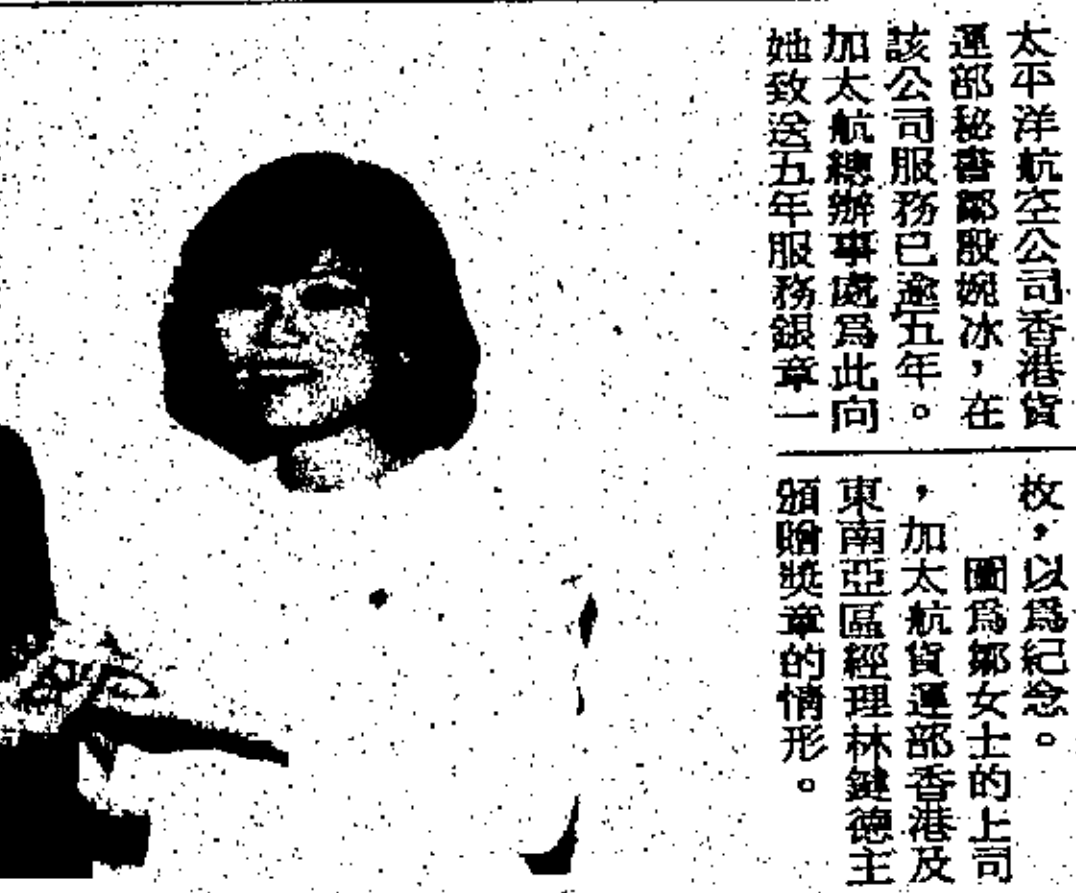 太平洋航空公司香港貨
運部秘書鄒殷婉冰，在
該公司服務已逾五年。
加太航總辦事處爲此向
她致送五年服務銀章一
枚，以爲紀念。
圖爲鄒女士的上司
，加太航貨運部香港及
東南亞區經理林鍵德主
頒贈獎章的情形。